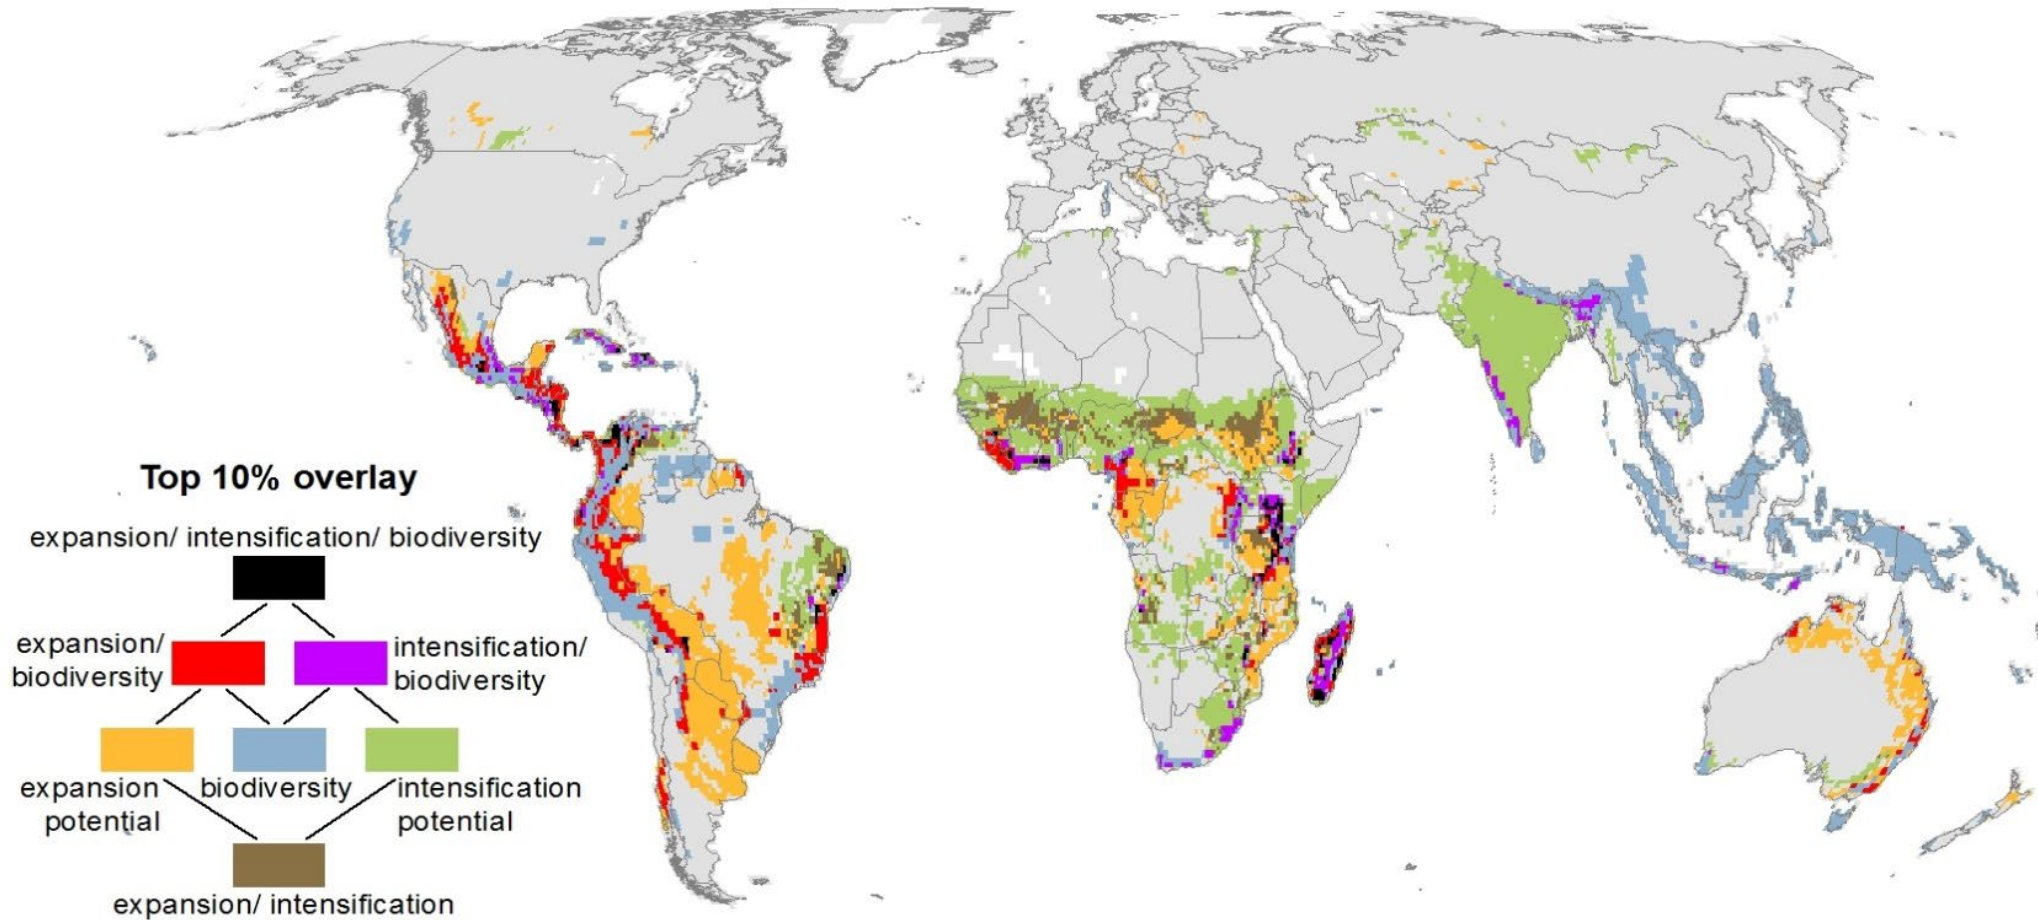 Top 10% overlay
expansion/ intensification/ biodiversity
expansion/
biodiversity
intensification/
biodiversity
expansion
potential
biodiversity
intensification
potential
expansion/ intensification